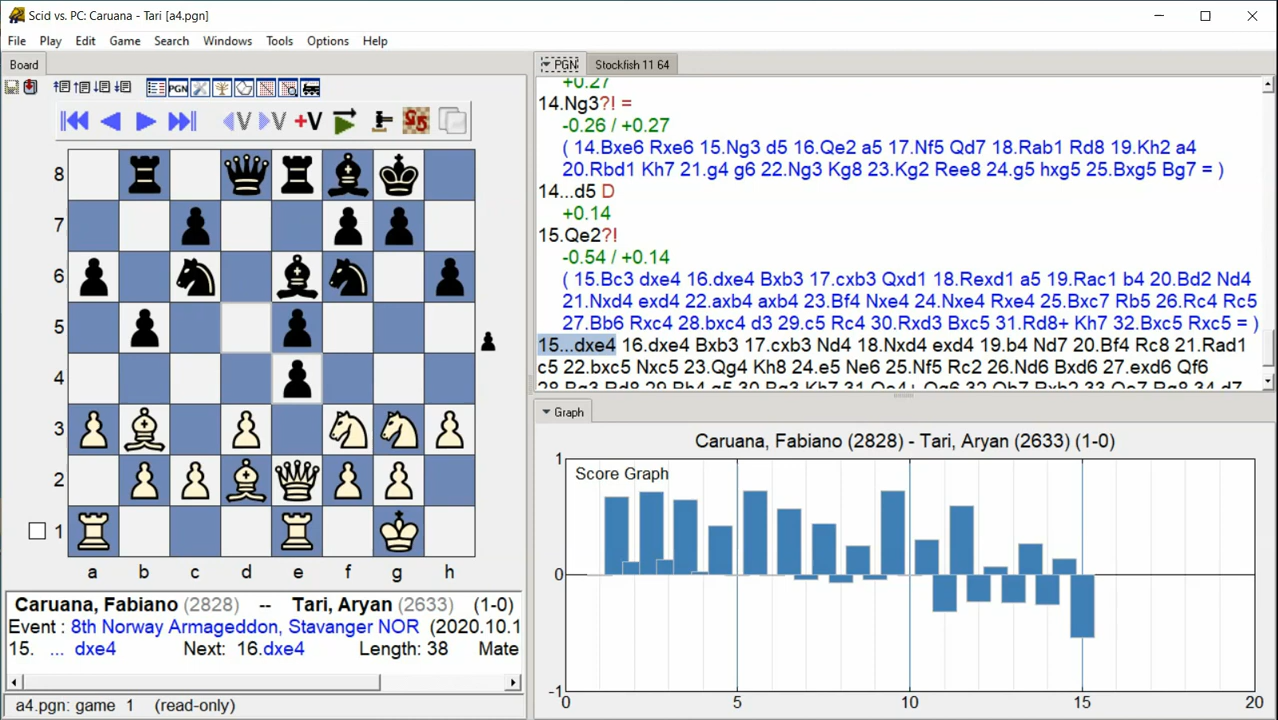 Scid vs. PC: Caruana - Tari [a4.pgn]
File Play Edit Game Search Windows Tools Options Help
Board
PGN Stockfish 11 64
PGN
V V +V
8
7
6
5
4
3
2
1
a b c d e f g h
Caruana, Fabiano (2828) -- Tari, Aryan (2633) (1-0)
Event : 8th Norway Armageddon, Stavanger NOR (2020.10.1
15. ... dxe4 Next: 16.dxe4 Length: 38 Mate
a4.pgn: game 1 (read-only)
+0.27
14.Ng3?! =
-0.26 / +0.27
( 14.Bxe6 Rxe6 15.Ng3 d5 16.Qe2 a5 17.Nf5 Qd7 18.Rab1 Rd8 19.Kh2 a4
20.Rbd1 Kh7 21.g4 g6 22.Ng3 Kg8 23.Kg2 Ree8 24.g5 hxg5 25.Bxg5 Bg7 = )
14...d5 D
+0.14
15.Qe2?!
-0.54 / +0.14
( 15.Bc3 dxe4 16.dxe4 Bxb3 17.cxb3 Qxd1 18.Rexd1 a5 19.Rac1 b4 20.Bd2 Nd4
21.Nxd4 exd4 22.axb4 axb4 23.Bf4 Nxe4 24.Nxe4 Rxe4 25.Bxc7 Rb5 26.Rc4 Rc5
27.Bb6 Rxc4 28.bxc4 d3 29.c5 Rc4 30.Rxd3 Bxc5 31.Rd8+ Kh7 32.Bxc5 Rxc5 = )
15...dxe4 16.dxe4 Bxb3 17.cxb3 Nd4 18.Nxd4 exd4 19.b4 Nd7 20.Bf4 Rc8 21.Rad1
c5 22.bxc5 Nxc5 23.Qg4 Kh8 24.e5 Ne6 25.Nf5 Rc2 26.Nd6 Bxd6 27.exd6 Qf6
Graph
Caruana, Fabiano (2828) - Tari, Aryan (2633) (1-0)
Score Graph
1
0
-1
0 5 10 15 20